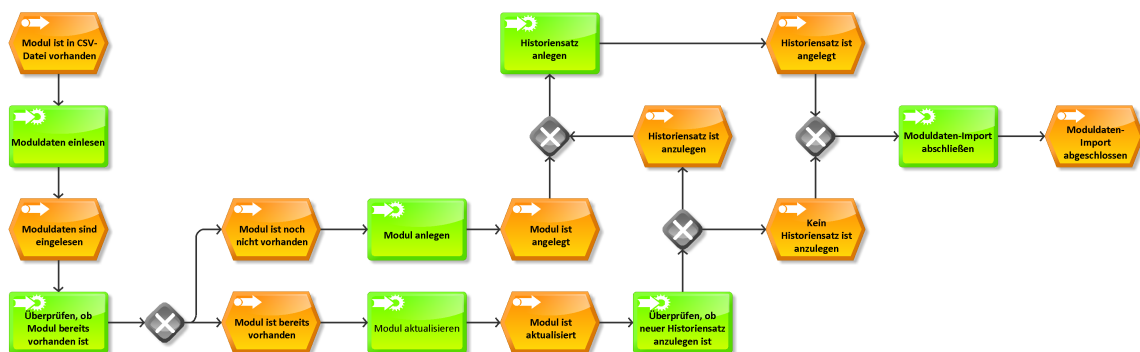 Modul ist in CSV-
Datei vorhanden
Moduldaten einlesen
Moduldaten sind
eingelesen
Überprüfen, ob
Modul bereits
vorhanden ist
Modul ist noch
nicht vorhanden
Modul anlegen
Modul ist
angelegt
Modul ist bereits
vorhanden
Modul aktualisieren
Modul ist
aktualisiert
Überprüfen, ob
neuer Historiensatz
anzulegen ist
Historiensatz ist
anzulegen
Kein
Historiensatz ist
anzulegen
Historiensatz
anlegen
Historiensatz ist
angelegt
Moduldaten-Import
abschließen
Moduldaten-
Import
abgeschlossen